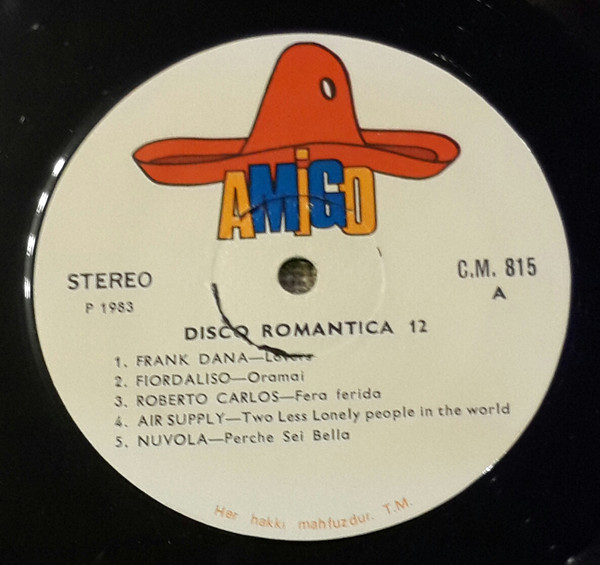 AMiGO
STEREO
P 1983
C.M. 815
A
DISCO ROMANTICA 12
1. FRANK DANA—Lovers
2. FIORDALISO—Oramai
3. ROBERTO CARLOS—Fera ferida
4. AIR SUPPLY—Two Less Lonely people in the world
5. NUVOLA—Perche Sei Bella
Her hakkı mahfuzdur. T.M.